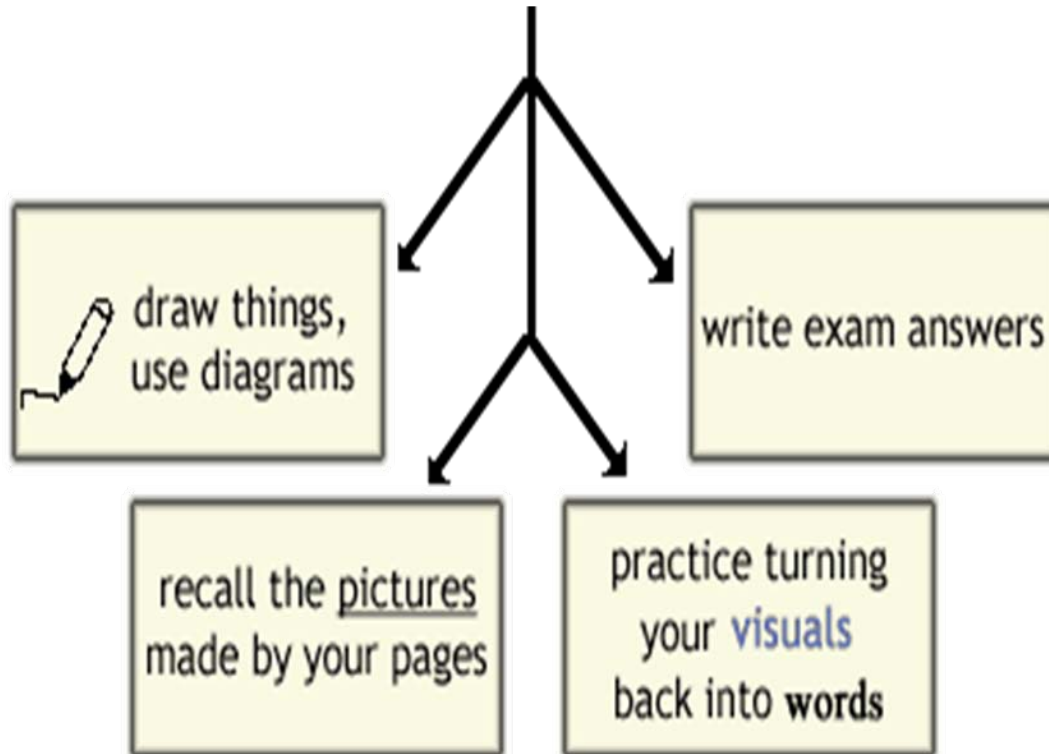 draw things,
use diagrams
write exam answers
recall the pictures
made by your pages
practice turning
your visuals
back into words